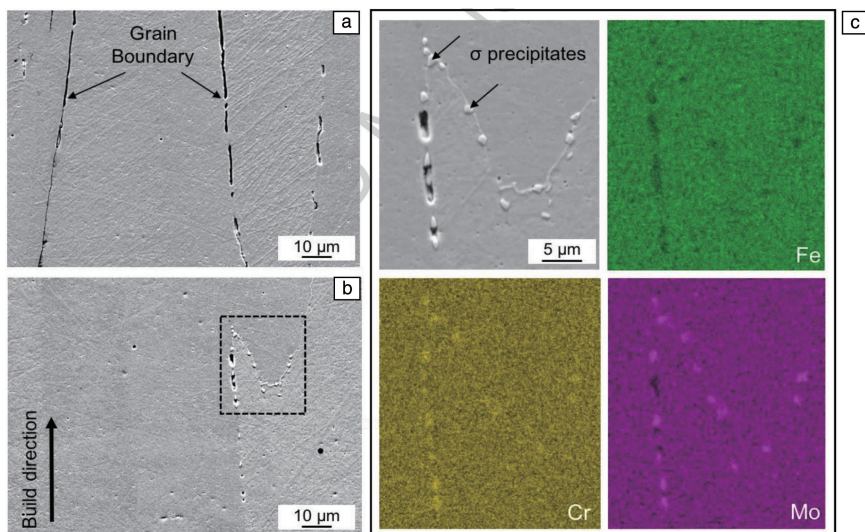 a
Grain
Boundary
10 µm
b
Build direction
10 µm
c
σ precipitates
5 µm
Fe
Cr
Mo